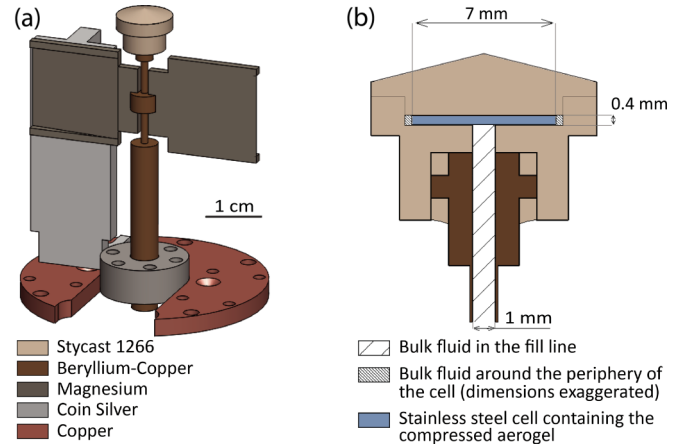 (a)
1 cm
Stycast 1266
Beryllium-Copper
Magnesium
Coin Silver
Copper
(b)
7 mm
0.4 mm
1 mm
Bulk fluid in the fill line
Bulk fluid around the periphery of
the cell (dimensions exaggerated)
Stainless steel cell containing the
compressed aerogel